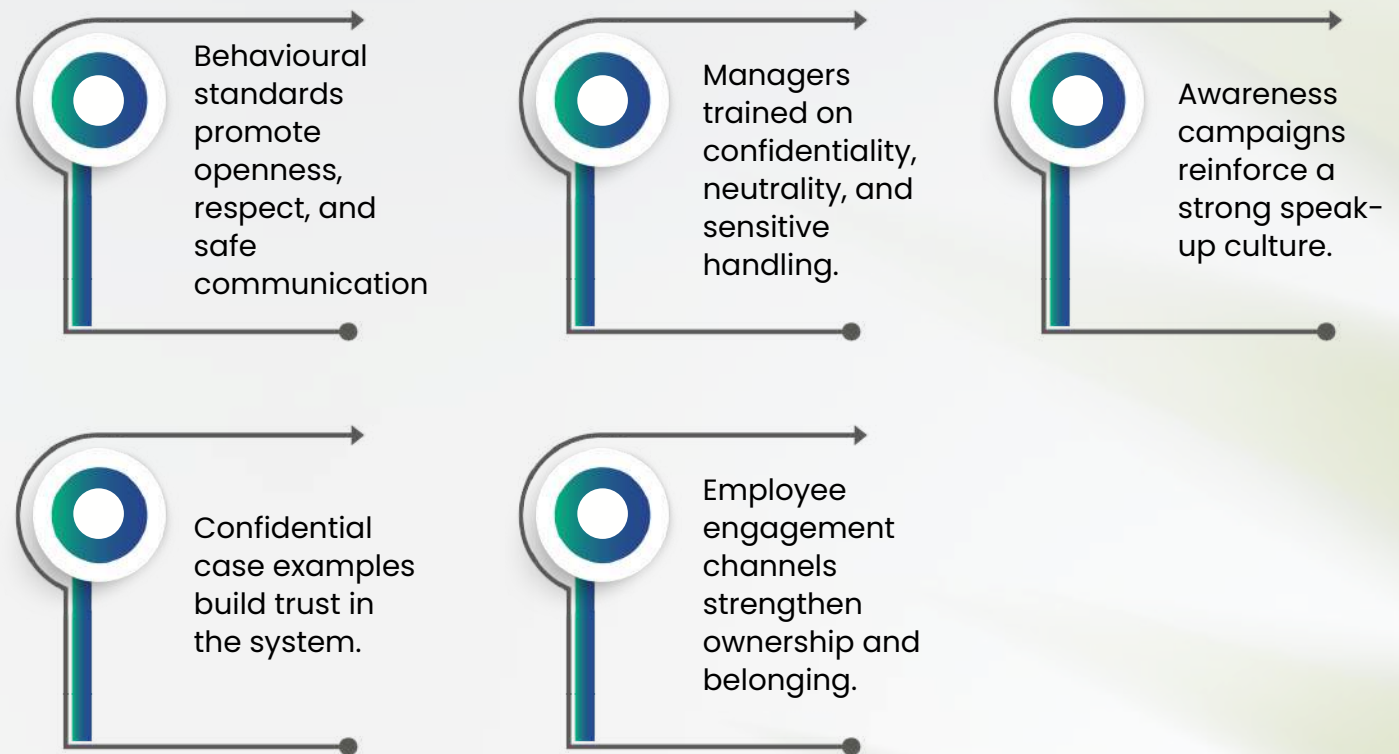 Behavioural
standards
promote
openness,
respect, and
safe
communication
Managers
trained on
confidentiality,
neutrality, and
sensitive
handling.
Awareness
campaigns
reinforce a
strong speak-
up culture.
Confidential
case examples
build trust in
the system.
Employee
engagement
channels
strengthen
ownership and
belonging.